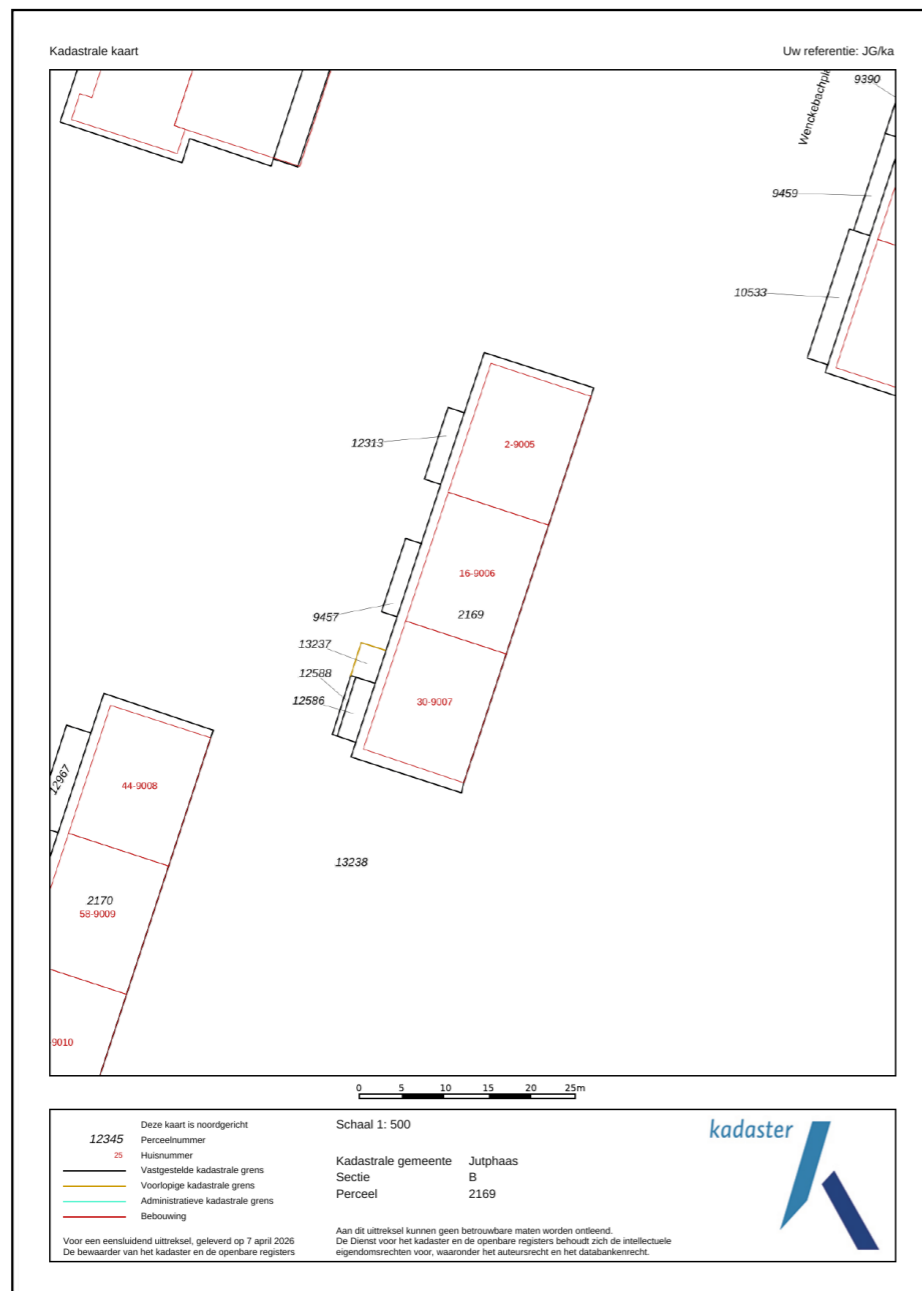 Kadastrale kaart
Uw referentie: JG/ka
9390
9459
10533
12313
2-9005
16-9006
2169
9457
13237
12588
12586
30-9007
12967
44-9008
2170
58-9009
-9010
13238
0 5 10 15 20 25m
Deze kaart is noordgericht
12345 Perceelnummer
25 Huisnummer
Vastgestelde kadastrale grens
Voorlopige kadastrale grens
Administratieve kadastrale grens
Bebouwing
Voor een eensluidend uittreksel, geleverd op 7 april 2026
De bewaarder van het kadaster en de openbare registers
Schaal 1: 500
Kadastrale gemeente Jutphaas
Sectie B
Perceel 2169
Aan dit uittreksel kunnen geen betrouwbare maten worden ontleend.
De Dienst voor het kadaster en de openbare registers behoudt zich de intellectuele
eigendomsrechten voor, waaronder het auteursrecht en het databankenrecht.
kadaster